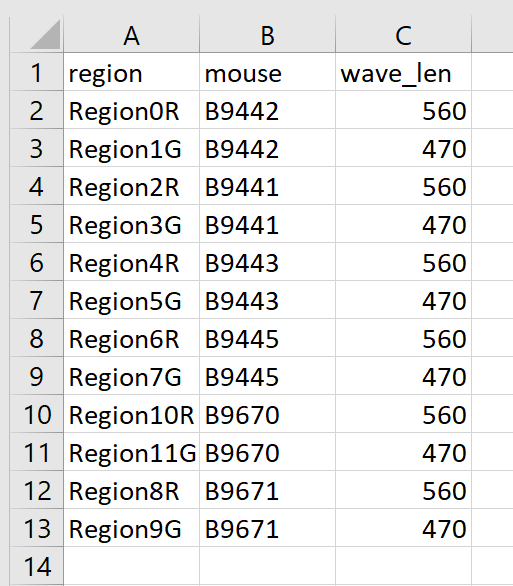 A B C
1 region mouse wave_len
2 Region0R B9442 560
3 Region1G B9442 470
4 Region2R B9441 560
5 Region3G B9441 470
6 Region4R B9443 560
7 Region5G B9443 470
8 Region6R B9445 560
9 Region7G B9445 470
10 Region10R B9670 560
11 Region11G B9670 470
12 Region8R B9671 560
13 Region9G B9671 470
14